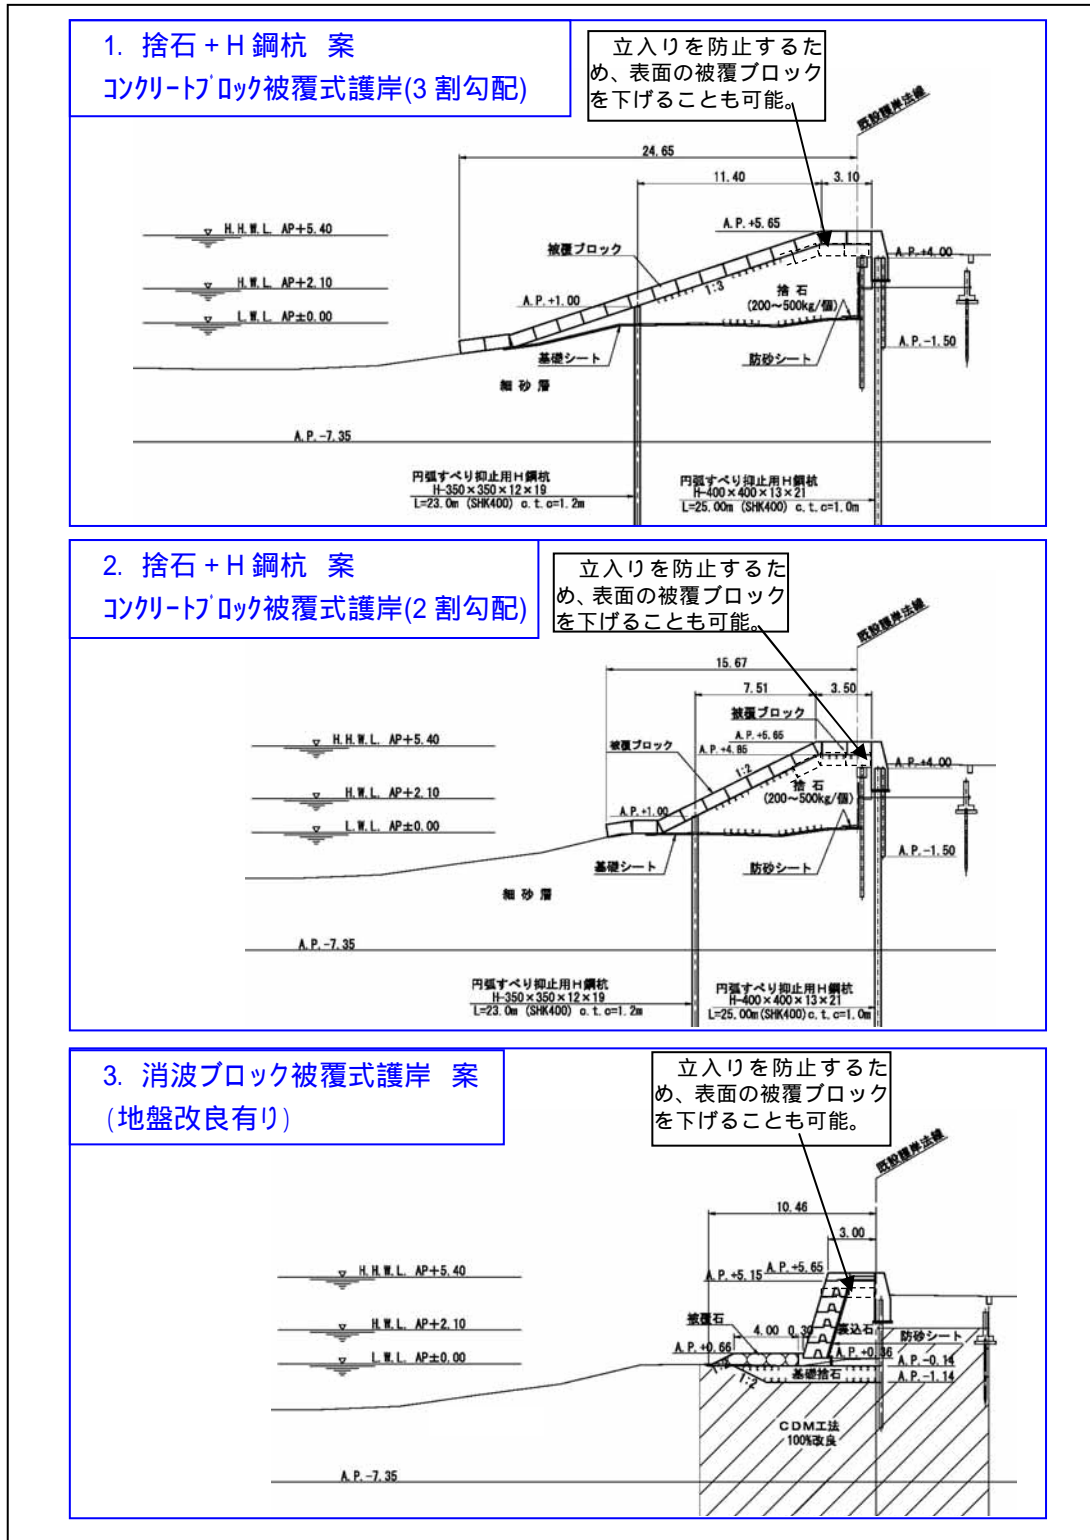 1. 捨石 + H 鋼杭　案
コンクリートブロック被覆式護岸(3 割勾配)
立入りを防止するた
め、表面の被覆ブロック
を下げることも可能。
既設護岸法線
24.65
11.40
3.10
H.H.W.L. AP+5.40
A.P.+5.65
被覆ブロック
A.P.+4.00
H.W.L. AP+2.10
1:3
捨 石
(200～500kg/個)
A.P.+1.00
L.W.L. AP±0.00
A.P.-1.50
基礎シート
防砂シート
細 砂 層
A.P.-7.35
円弧すべり抑止用H鋼杭
H-350×350×12×19
L=23.0m (SHK400) c.t.c=1.2m
円弧すべり抑止用H鋼杭
H-400×400×13×21
L=25.00m (SHK400) c.t.c=1.0m
2. 捨石 + H 鋼杭　案
コンクリートブロック被覆式護岸(2 割勾配)
立入りを防止するた
め、表面の被覆ブロック
を下げることも可能。
既設護岸法線
15.67
7.51
3.50
被覆ブロック
H.H.W.L. AP+5.40
A.P.+5.65
被覆ブロック
A.P.+4.85
A.P.+4.00
1:2
捨 石
(200～500kg/個)
H.W.L. AP+2.10
A.P.+1.00
L.W.L. AP±0.00
A.P.-1.50
基礎シート
防砂シート
細 砂 層
A.P.-7.35
円弧すべり抑止用H鋼杭
H-350×350×12×19
L=23.0m (SHK400) c.t.c=1.2m
円弧すべり抑止用H鋼杭
H-400×400×13×21
L=25.00m(SHK400)c.t.c=1.0m
3. 消波ブロック被覆式護岸　案
(地盤改良有り)
立入りを防止するた
め、表面の被覆ブロック
を下げることも可能。
既設護岸法線
10.46
3.00
H.H.W.L. AP+5.40
A.P.+5.65
A.P.+5.15
被覆石
H.W.L. AP+2.10
4.00
0.30
裏込石
防砂シート
A.P.+0.66
A.P.+0.36
L.W.L. AP±0.00
A.P.-0.14
基礎捨石
A.P.-1.14
1:2
1:2
CDM工法
100%改良
A.P.-7.35